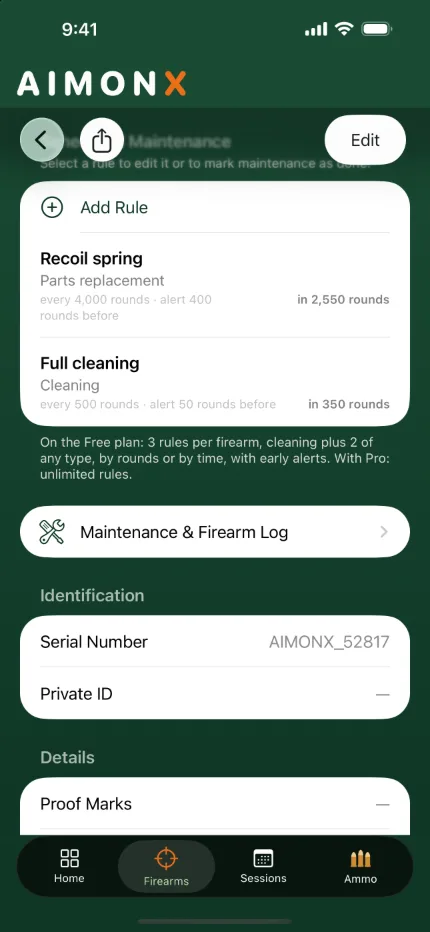 9:41
AIMONX
Maintenance
Edit
Select a rule to edit it or to mark maintenance as done.
Add Rule
Recoil spring
Parts replacement
every 4,000 rounds · alert 400
rounds before
in 2,550 rounds
Full cleaning
Cleaning
every 500 rounds · alert 50 rounds before
in 350 rounds
On the Free plan: 3 rules per firearm, cleaning plus 2 of
any type, by rounds or by time, with early alerts. With Pro:
unlimited rules.
Maintenance & Firearm Log
Identification
Serial Number
AIMONX_52817
Private ID
—
Details
Proof Marks
—
Home
Firearms
Sessions
Ammo